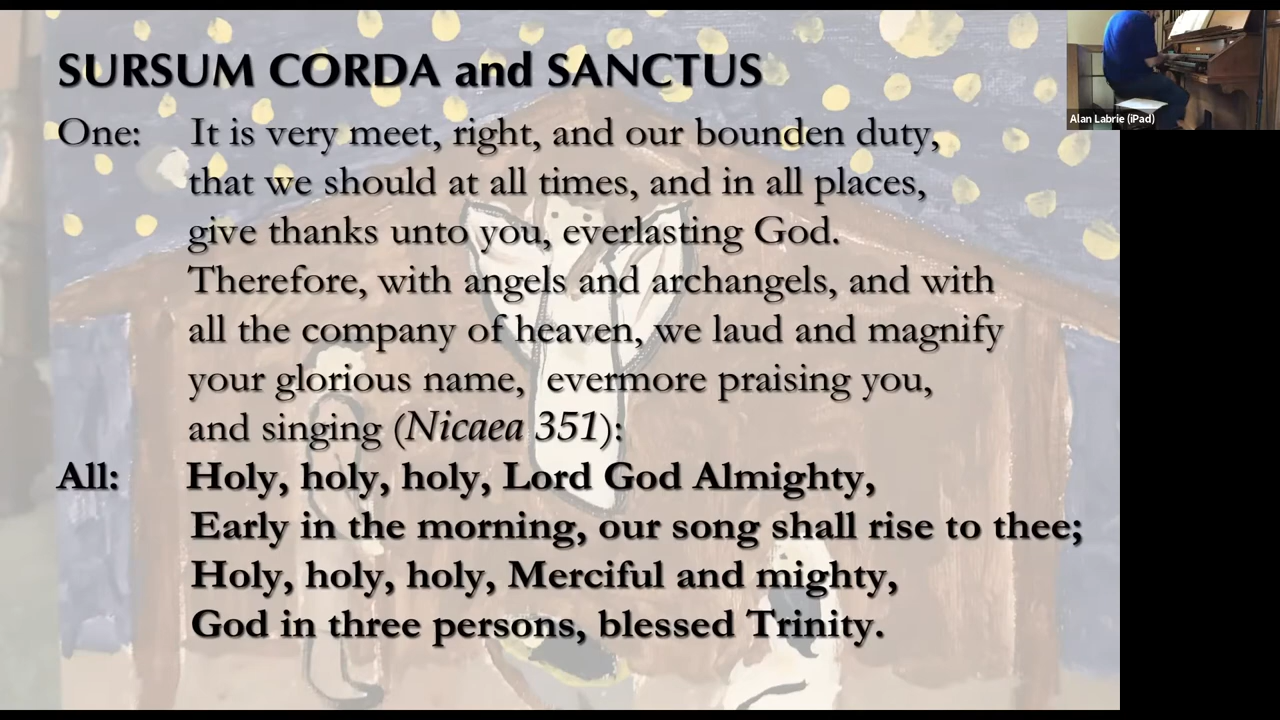 SURSUM CORDA and SANCTUS
One: It is very meet, right, and our bounden duty,
that we should at all times, and in all places,
give thanks unto you, everlasting God.
Therefore, with angels and archangels, and with
all the company of heaven, we laud and magnify
your glorious name, evermore praising you,
and singing (Nicaea 351):
All: Holy, holy, holy, Lord God Almighty,
Early in the morning, our song shall rise to thee;
Holy, holy, holy, Merciful and mighty,
God in three persons, blessed Trinity.
Alan Labrie (iPad)